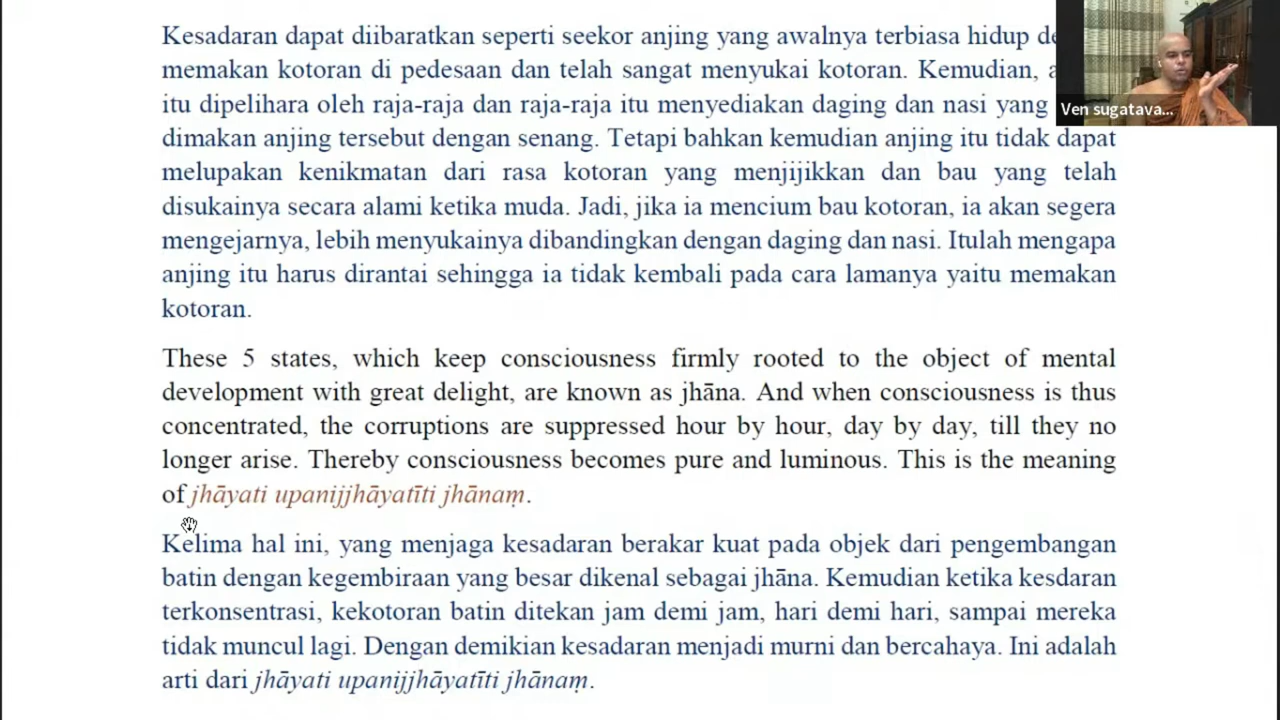 Kesadaran dapat diibaratkan seperti seekor anjing yang awalnya terbiasa hidup
memakan kotoran di pedesaan dan telah sangat menyukai kotoran. Kemudian,
itu dipelihara oleh raja-raja dan raja-raja itu menyediakan daging dan nasi yang
dimakan anjing tersebut dengan senang. Tetapi bahkan kemudian anjing itu tidak dapat
melupakan kenikmatan dari rasa kotoran yang menjijikkan dan bau yang telah
disukainya secara alami ketika muda. Jadi, jika ia mencium bau kotoran, ia akan segera
mengejarnya, lebih menyukainya dibandingkan dengan daging dan nasi. Itulah mengapa
anjing itu harus dirantai sehingga ia tidak kembali pada cara lamanya yaitu memakan
kotoran.
Ven sugatava...
These 5 states, which keep consciousness firmly rooted to the object of mental
development with great delight, are known as jhāna. And when consciousness is thus
concentrated, the corruptions are suppressed hour by hour, day by day, till they no
longer arise. Thereby consciousness becomes pure and luminous. This is the meaning
of jhāyati upanijjhāyatīti jhānaṃ.
Kelima hal ini, yang menjaga kesadaran berakar kuat pada objek dari pengembangan
batin dengan kegembiraan yang besar dikenal sebagai jhāna. Kemudian ketika kesdaran
terkonsentrasi, kekotoran batin ditekan jam demi jam, hari demi hari, sampai mereka
tidak muncul lagi. Dengan demikian kesadaran menjadi murni dan bercahaya. Ini adalah
arti dari jhāyati upanijjhāyatīti jhānaṃ.